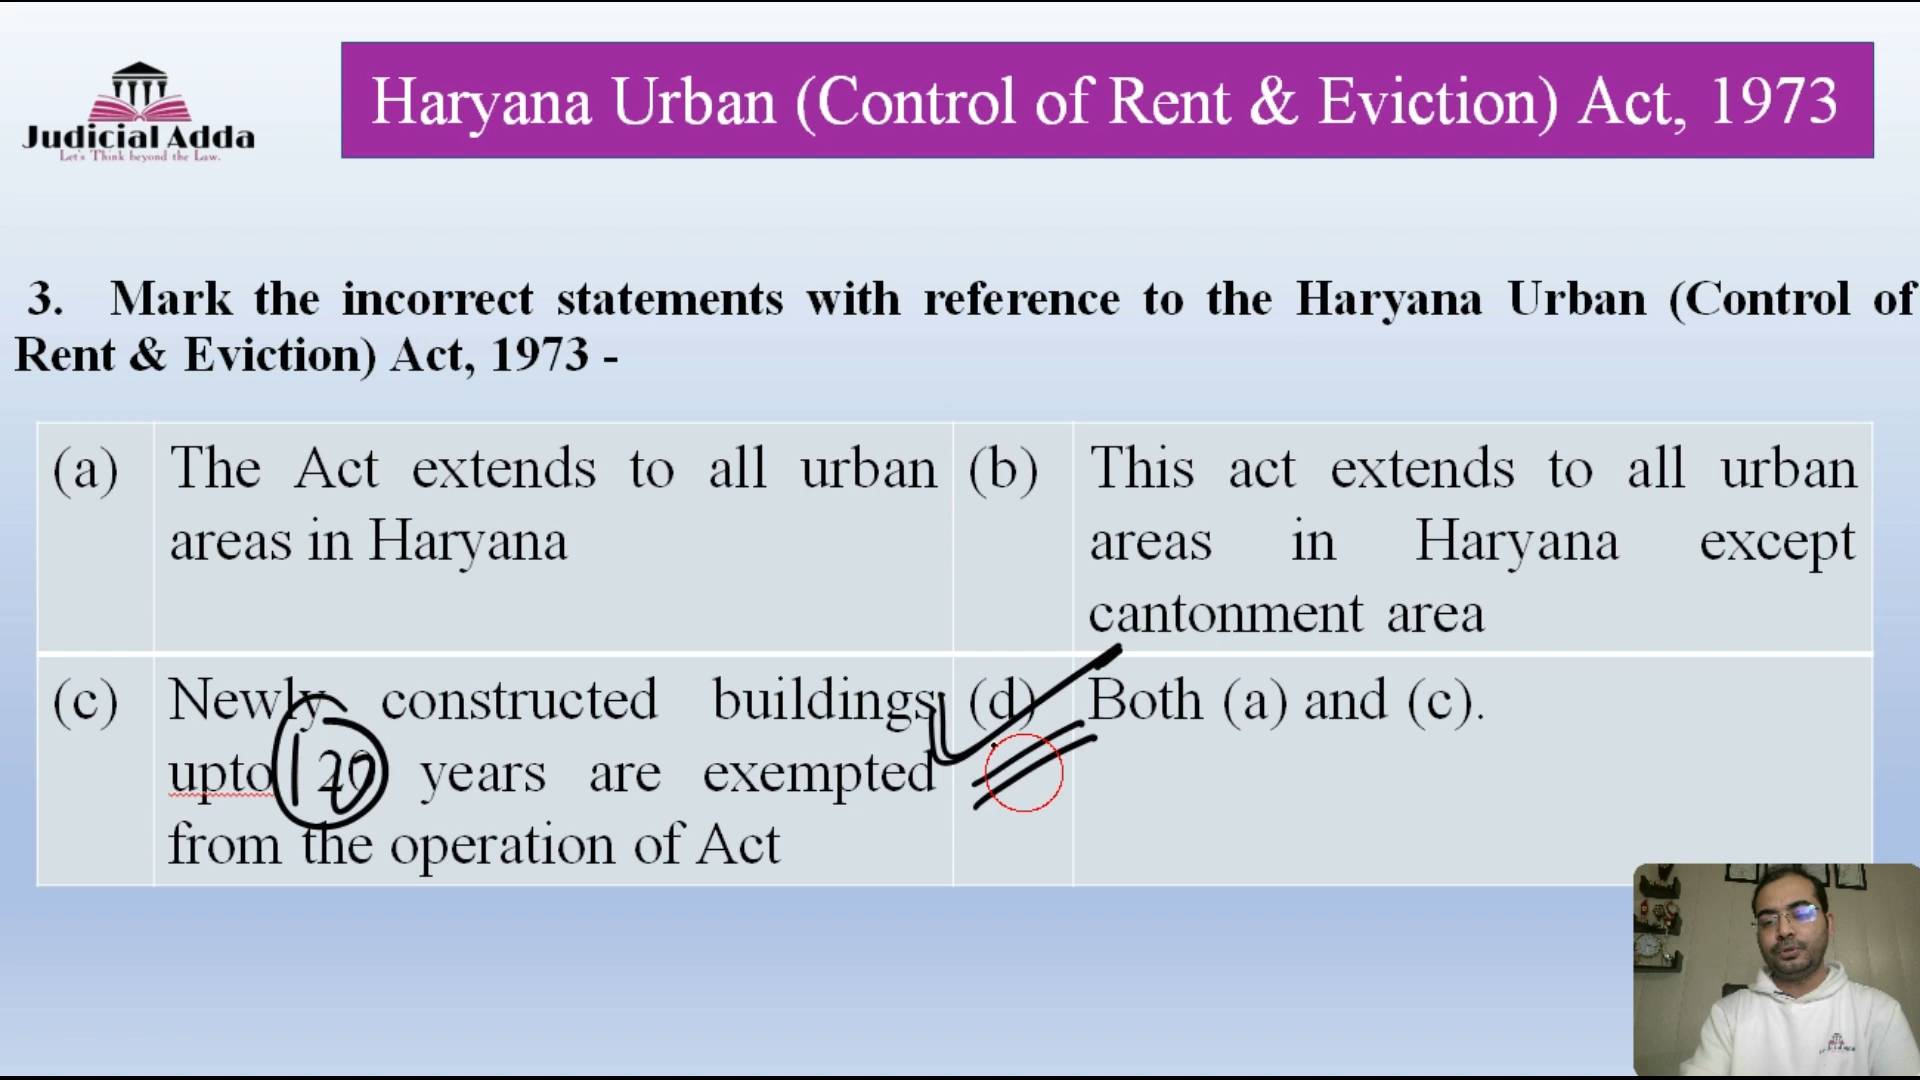 Haryana Urban (Control of Rent & Eviction) Act, 1973
Judicial Adda
Let's Think beyond the Law.
3. Mark the incorrect statements with reference to the Haryana Urban (Control of
Rent & Eviction) Act, 1973 -
(a) The Act extends to all urban
areas in Haryana
(b) This act extends to all urban
areas in Haryana except
cantonment area
(c) Newly constructed buildings
upto 20 years are exempted
from the operation of Act
(d) Both (a) and (c).
10